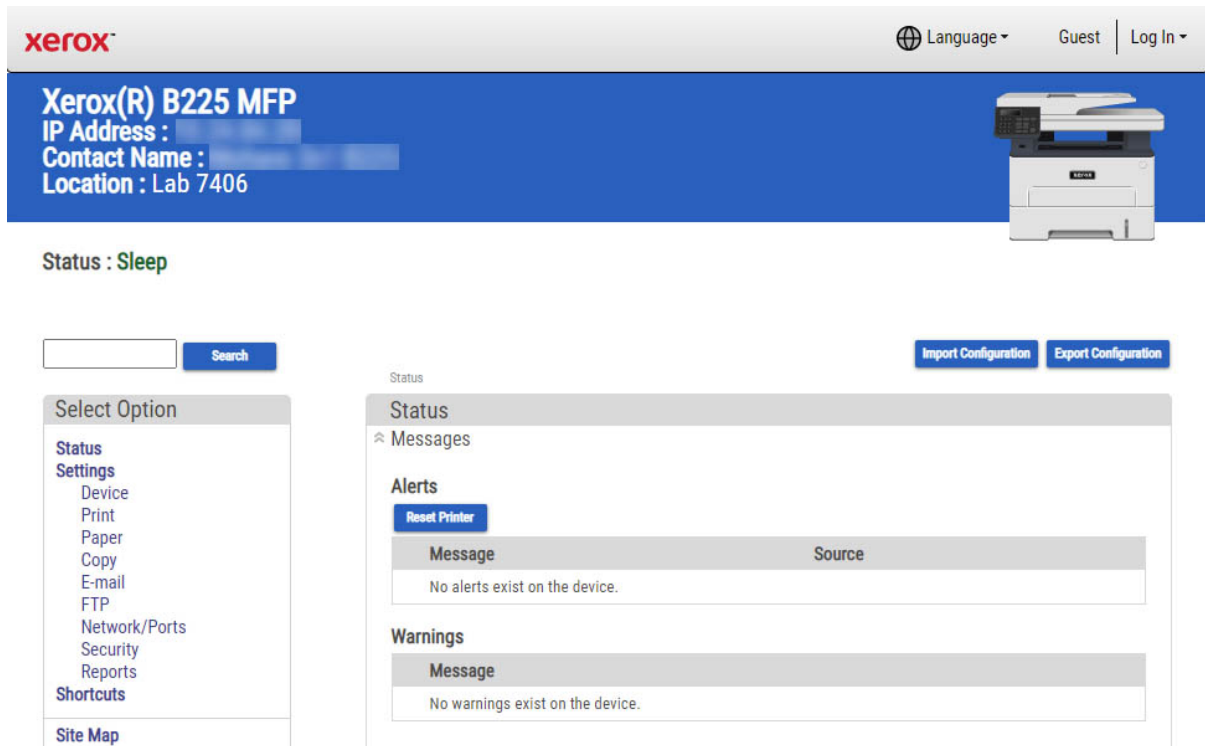 xerox™
Language Guest Log In
Xerox(R) B225 MFP
IP Address :
Contact Name :
Location : Lab 7406
xerox
Status : Sleep
Search
Import Configuration Export Configuration
Status
Select Option
Status
Settings
Device
Print
Paper
Copy
E-mail
FTP
Network/Ports
Security
Reports
Shortcuts
Site Map
Status
Messages
Alerts
Reset Printer
Message Source
No alerts exist on the device.
Warnings
Message
No warnings exist on the device.